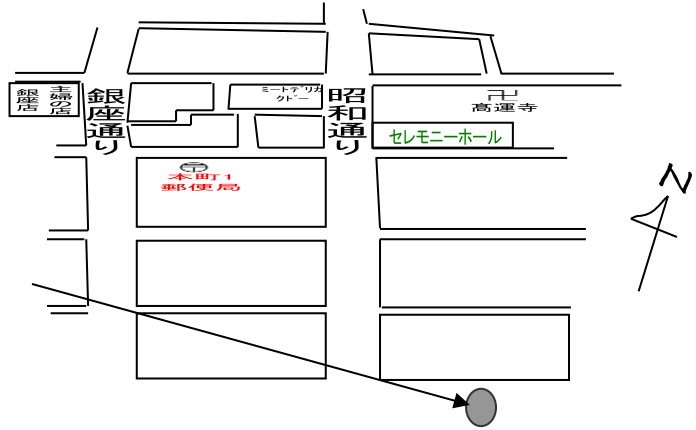 銀座店
主婦の店
銀座通り
ミートデリカ
クドー
昭和通り
卍
高運寺
セレモニーホール
〒
本町1
郵便局
N